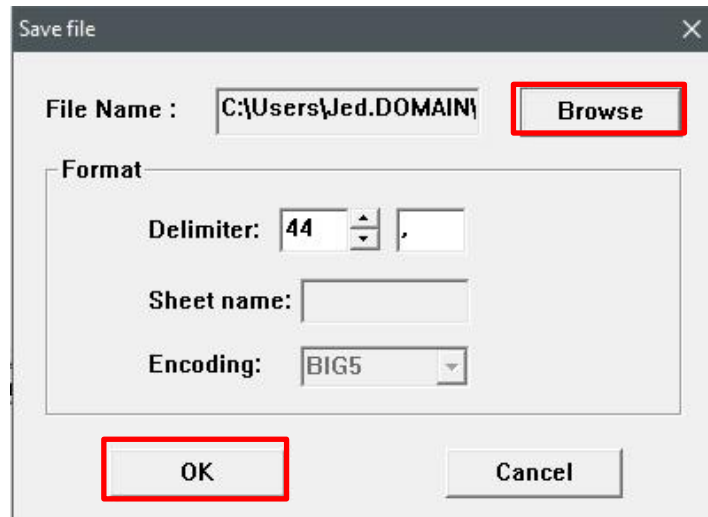 Save file
File Name : C:\Users\Jed.DOMAIN\ Browse
Format
Delimiter: 44 ,
Sheet name:
Encoding: BIG5
OK Cancel